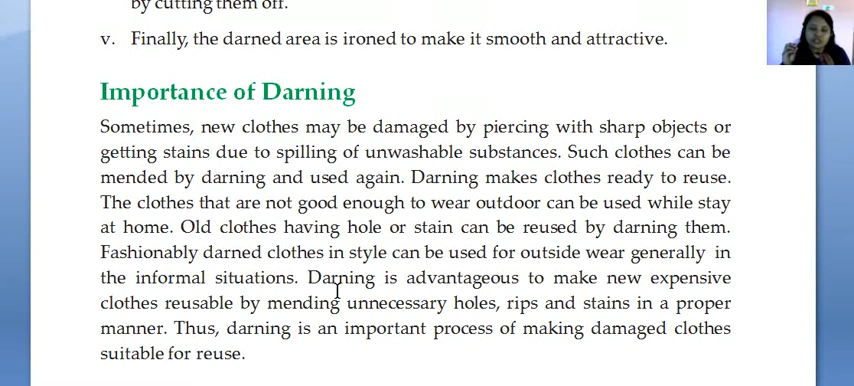 by cutting them off.
v. Finally, the darned area is ironed to make it smooth and attractive.
Importance of Darning
Sometimes, new clothes may be damaged by piercing with sharp objects or
getting stains due to spilling of unwashable substances. Such clothes can be
mended by darning and used again. Darning makes clothes ready to reuse.
The clothes that are not good enough to wear outdoor can be used while stay
at home. Old clothes having hole or stain can be reused by darning them.
Fashionably darned clothes in style can be used for outside wear generally in
the informal situations. Darning is advantageous to make new expensive
clothes reusable by mending unnecessary holes, rips and stains in a proper
manner. Thus, darning is an important process of making damaged clothes
suitable for reuse.